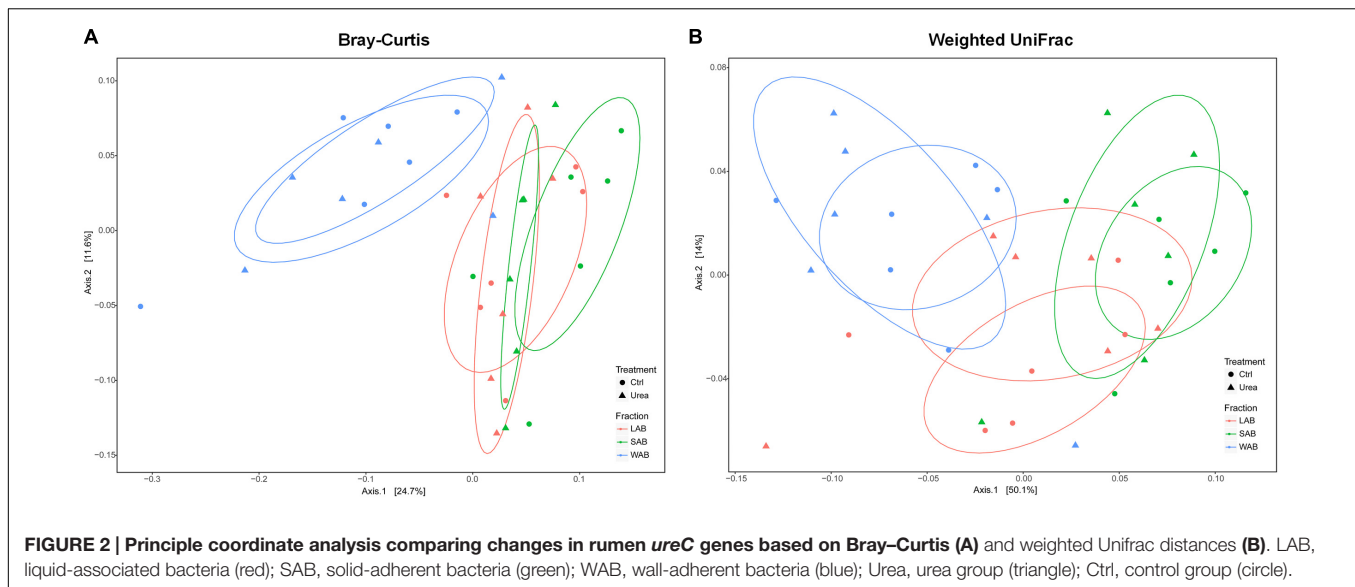 A
Bray-Curtis
0.10
0.05
0.00
−0.05
−0.10
−0.15
Axis.2 [11.6%]
−0.3
−0.2
−0.1
0.0
0.1
Axis.1 [24.7%]
Treatment
Ctrl
Urea
Fraction
LAB
SAB
WAB
B
Weighted UniFrac
0.08
0.04
0.00
−0.04
Axis.2 [14%]
−0.15
−0.10
−0.05
0.00
0.05
0.10
Axis.1 [50.1%]
Treatment
Ctrl
Urea
Fraction
LAB
SAB
WAB
FIGURE 2 | Principle coordinate analysis comparing changes in rumen ureC genes based on Bray–Curtis (A) and weighted Unifrac distances (B). LAB,
liquid-associated bacteria (red); SAB, solid-adherent bacteria (green); WAB, wall-adherent bacteria (blue); Urea, urea group (triangle); Ctrl, control group (circle).